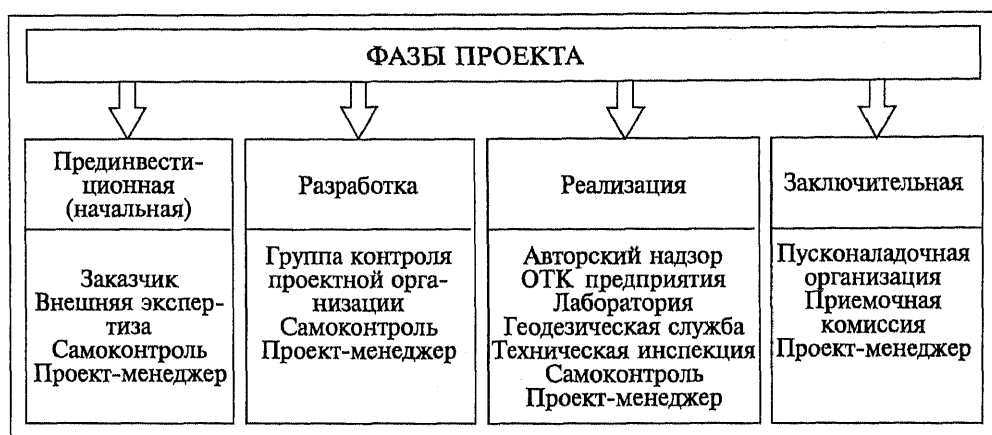 ФАЗЫ ПРОЕКТА
Прединвести-
ционная
(начальная)
Заказчик
Внешняя экспер-
тиза
Самоконтроль
Проект-менеджер
Разработка
Группа контроля
проектной орга-
низации
Самоконтроль
Проект-менеджер
Реализация
Авторский надзор
ОТК предприятия
Лаборатория
Геодезическая служба
Техническая инспекция
Самоконтроль
Проект-менеджер
Заключительная
Пусконаладочная
организация
Приемочная
комиссия
Проект-менеджер